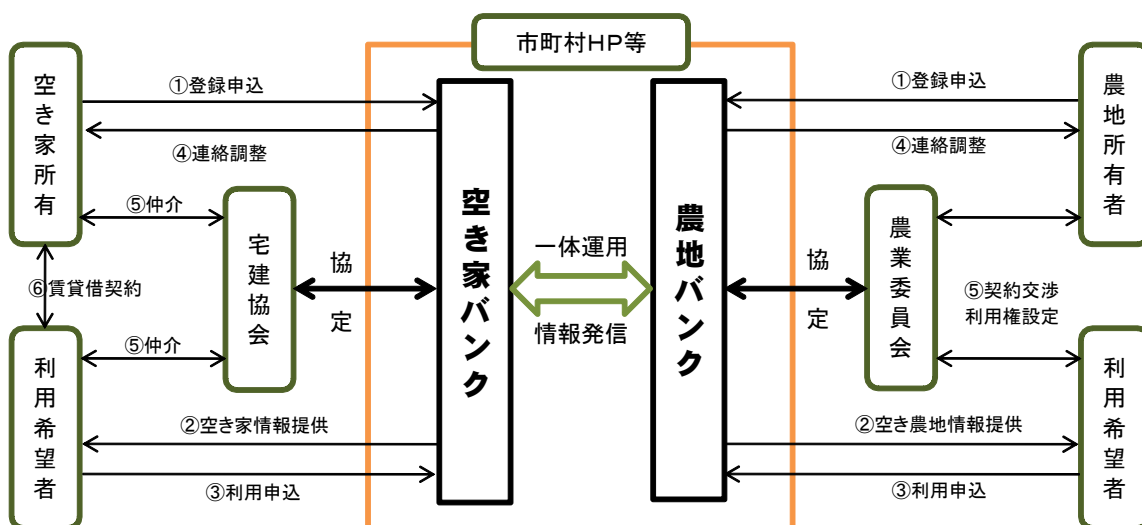 市町村HP等
空き家所有
①登録申込
④連絡調整
⑤仲介
宅建協会
協定
⑥賃貸借契約
⑤仲介
利用希望者
②空き家情報提供
③利用申込
空き家バンク
一体運用
情報発信
農地バンク
①登録申込
④連絡調整
農地所有者
協定
農業委員会
⑤契約交渉
利用権設定
②空き農地情報提供
③利用申込
利用希望者